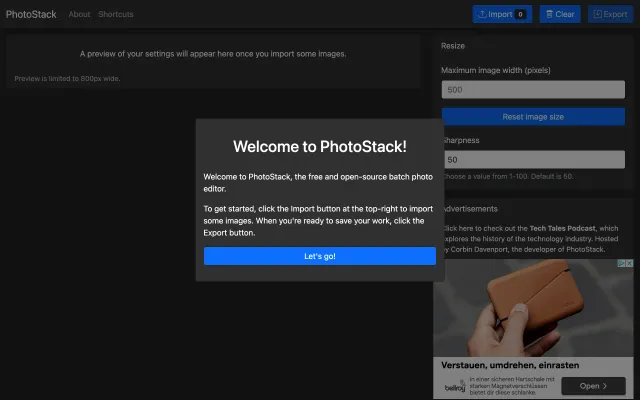 PhotoStack About Shortcuts Import 0 Clear Export
A preview of your settings will appear here once you import some images.
Preview is limited to 800px wide.
Resize
Maximum image width (pixels)
500
Reset image size
Sharpness
50
Choose a value from 1-100. Default is 50.
Welcome to PhotoStack!
Welcome to PhotoStack, the free and open-source batch photo
editor.
To get started, click the Import button at the top-right to import
some images. When you're ready to save your work, click the
Export button.
Let's go!
Advertisements
Click here to check out the Tech Tales Podcast, which
explores the history of the technology industry. Hosted
by Corbin Davenport, the developer of PhotoStack.
Verstauen, umdrehen, einrasten
bellroy
in einer sicheren Hartschale mit
starken Magnetverschlüssen
bietet dir diese schlanke.
Open